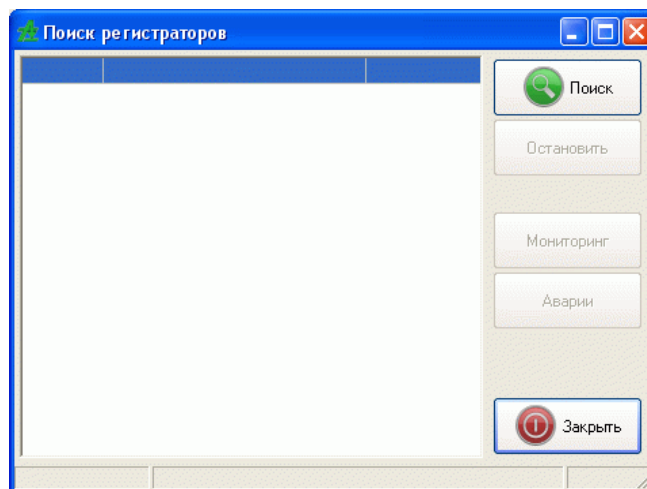 Поиск регистраторов
Поиск
Остановить
Мониторинг
Аварии
Закрыть